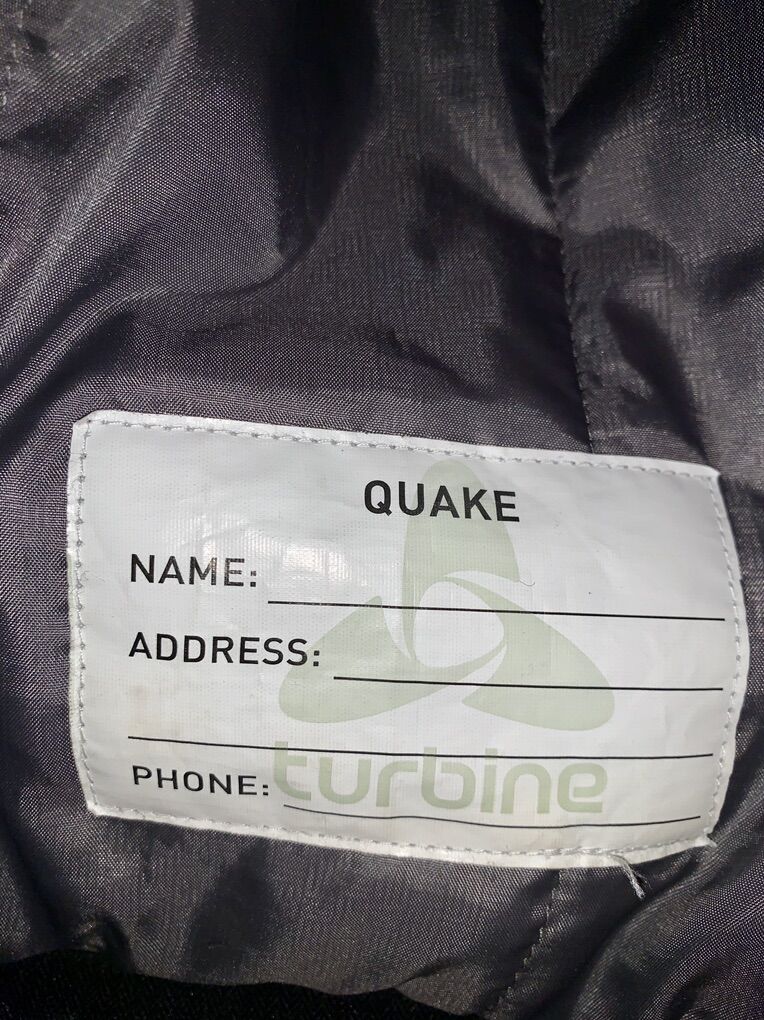 QUAKE
NAME:
ADDRESS:
PHONE:
turbine